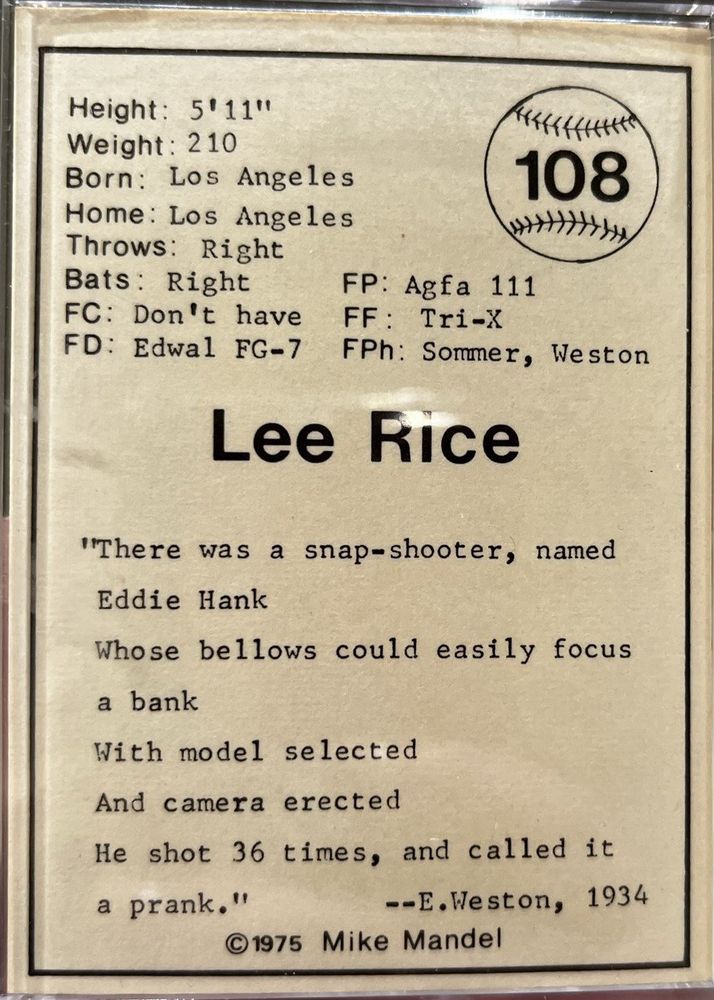 Height: 5'11"
108
Weight: 210
Born: Los Angeles
Home: Los Angeles
Throws: Right
Bats: Right FP: Agfa 111
FC: Don't have FF: Tri-X
FD: Edwal FG-7 FPh: Sommer, Weston
Lee Rice
"There was a snap-shooter, named
Eddie Hank
Whose bellows could easily focus
a bank
With model selected
And camera erected
He shot 36 times, and called it
a prank." --E.Weston, 1934
©1975 Mike Mandel